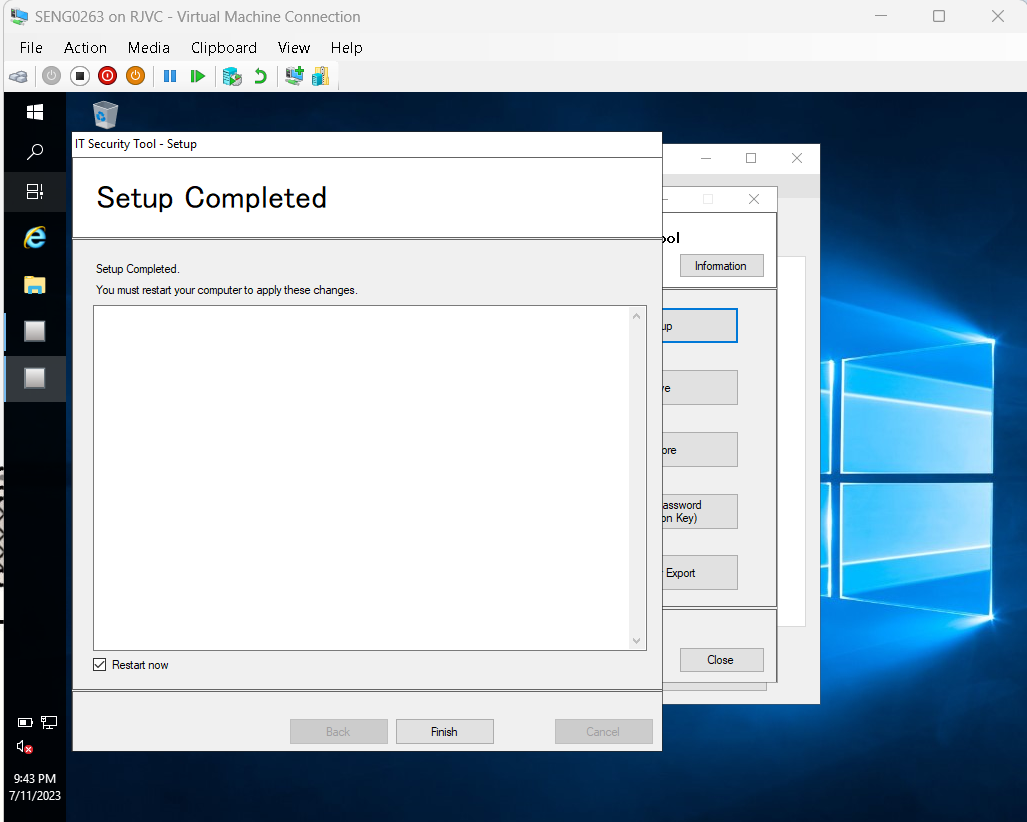 SENG0263 on RJVC - Virtual Machine Connection
File Action Media Clipboard View Help
IT Security Tool - Setup
Setup Completed
Setup Completed.
You must restart your computer to apply these changes.
Restart now
Back Finish Cancel
ool
Information
up
ve
ore
assword
on Key)
Export
Close
9:43 PM
7/11/2023